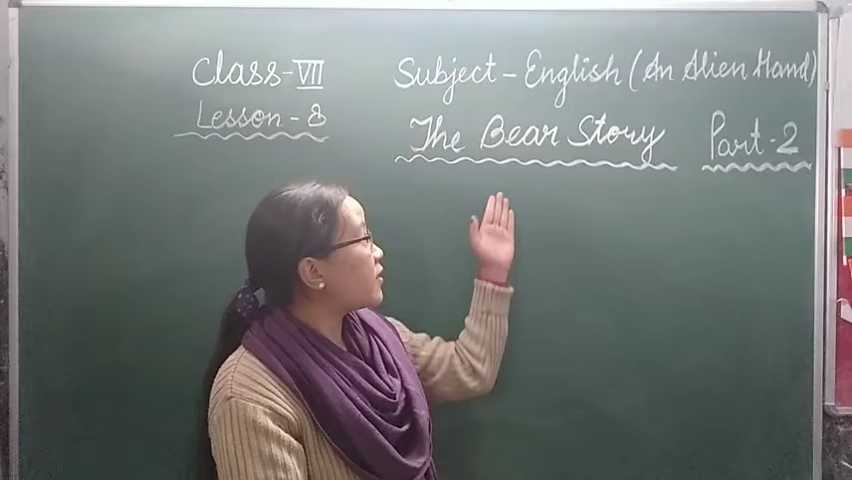 Class-VII Subject-English (An Alien Hand)
Lesson-8 The Bear Story Part-2